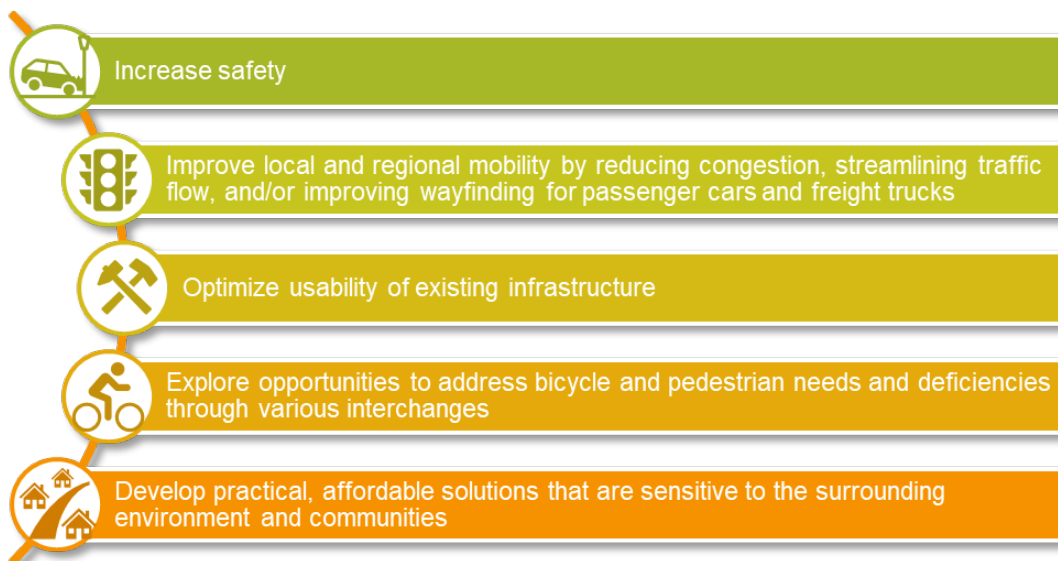 Increase safety
Improve local and regional mobility by reducing congestion, streamlining traffic
flow, and/or improving wayfinding for passenger cars and freight trucks
Optimize usability of existing infrastructure
Explore opportunities to address bicycle and pedestrian needs and deficiencies
through various interchanges
Develop practical, affordable solutions that are sensitive to the surrounding
environment and communities